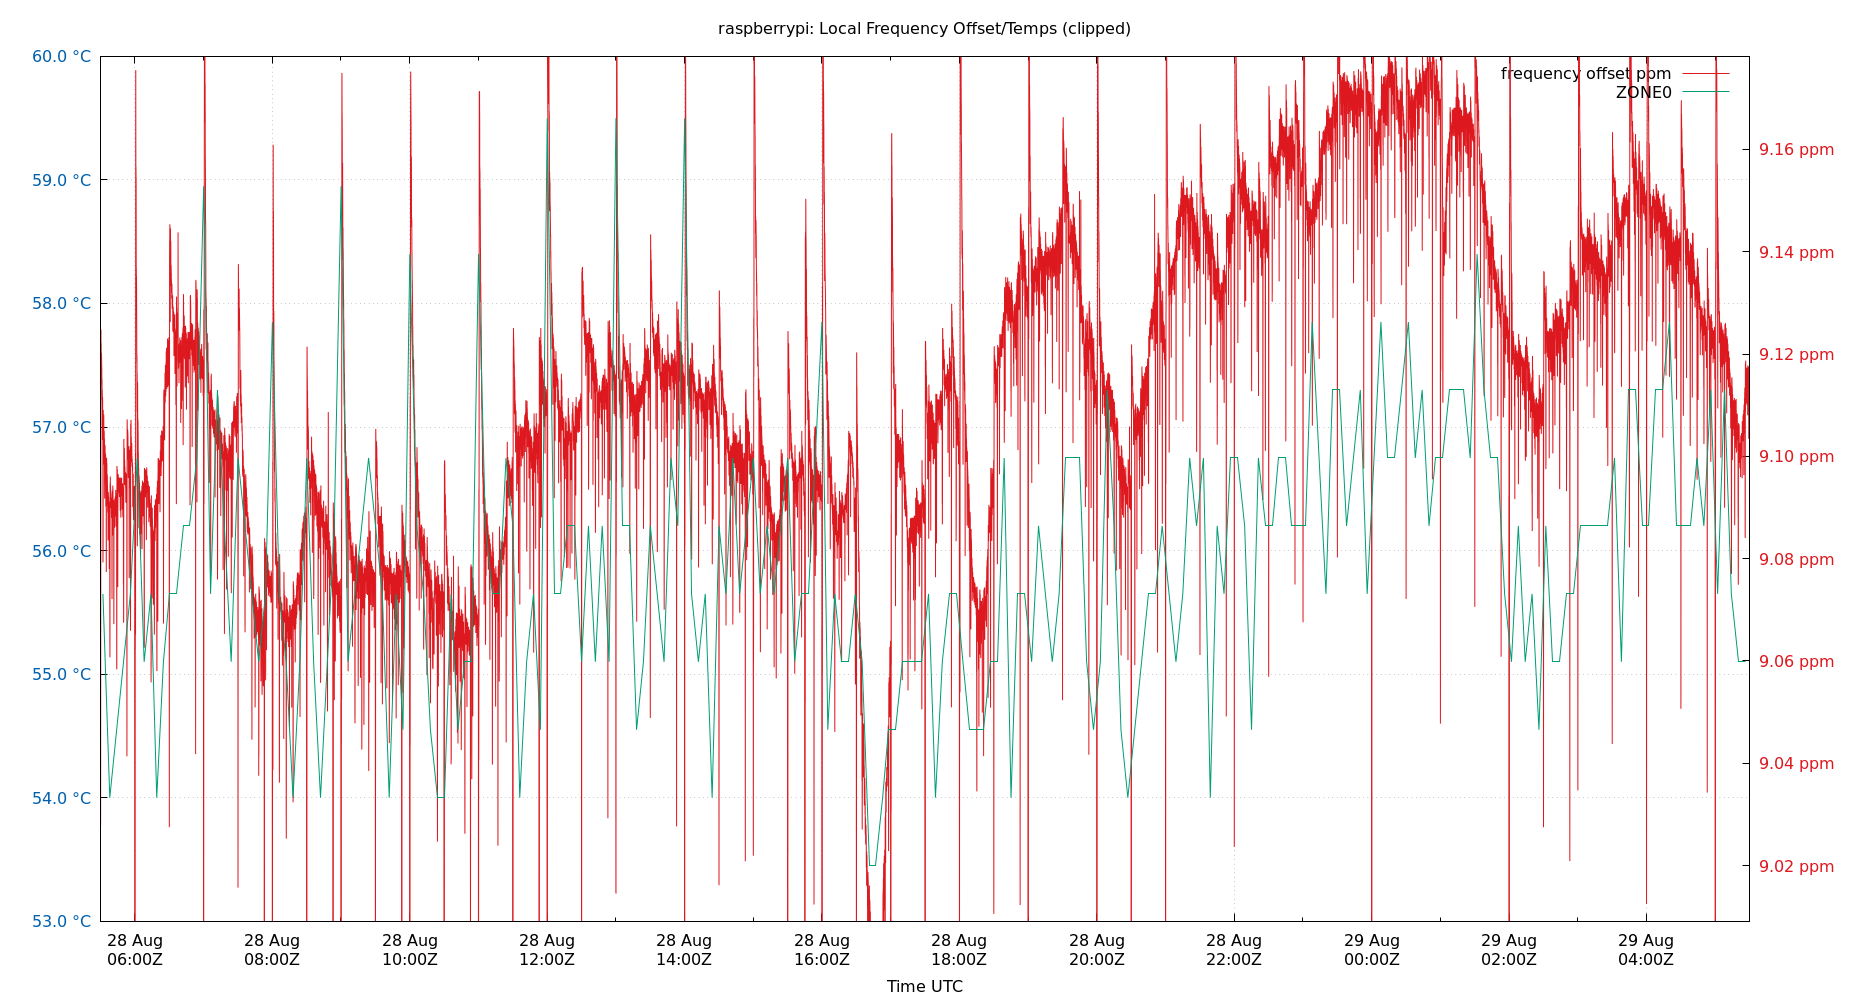 raspberrypi: Local Frequency Offset/Temps (clipped)
frequency offset ppm
ZONE0
60.0 °C
59.0 °C
58.0 °C
57.0 °C
56.0 °C
55.0 °C
54.0 °C
53.0 °C
9.16 ppm
9.14 ppm
9.12 ppm
9.10 ppm
9.08 ppm
9.06 ppm
9.04 ppm
9.02 ppm
28 Aug 28 Aug 28 Aug 28 Aug 28 Aug 28 Aug 28 Aug 28 Aug 28 Aug 29 Aug 29 Aug 29 Aug
06:00Z 08:00Z 10:00Z 12:00Z 14:00Z 16:00Z 18:00Z 20:00Z 22:00Z 00:00Z 02:00Z 04:00Z
Time UTC